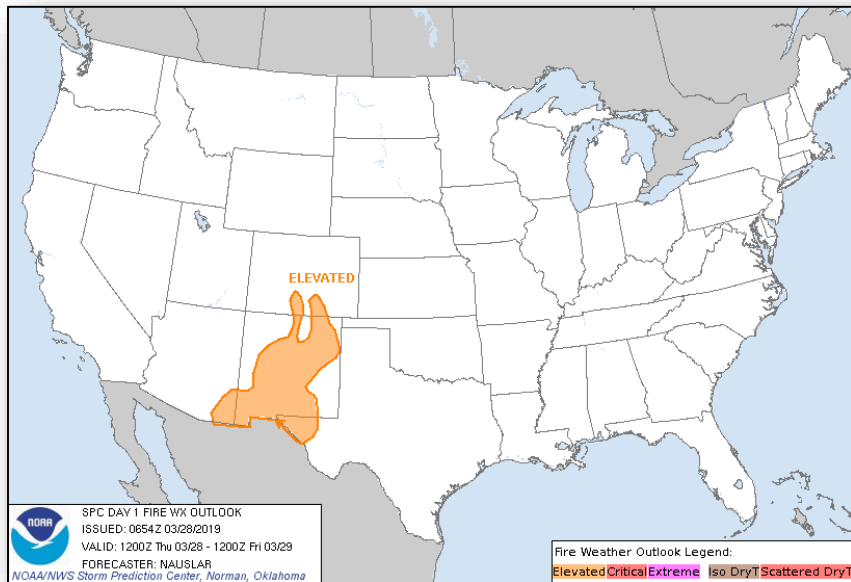 ELEVATED
NOAA
SPC DAY 1 FIRE WX OUTLOOK
ISSUED: 0654Z 03/28/2019
VALID: 1200Z Thu 03/28 - 1200Z Fri 03/29
FORECASTER: NAUSLAR
NOAA/NWS Storm Prediction Center, Norman, Oklahoma
Fire Weather Outlook Legend:
Elevated Critical Extreme Iso DryT Scattered DryT